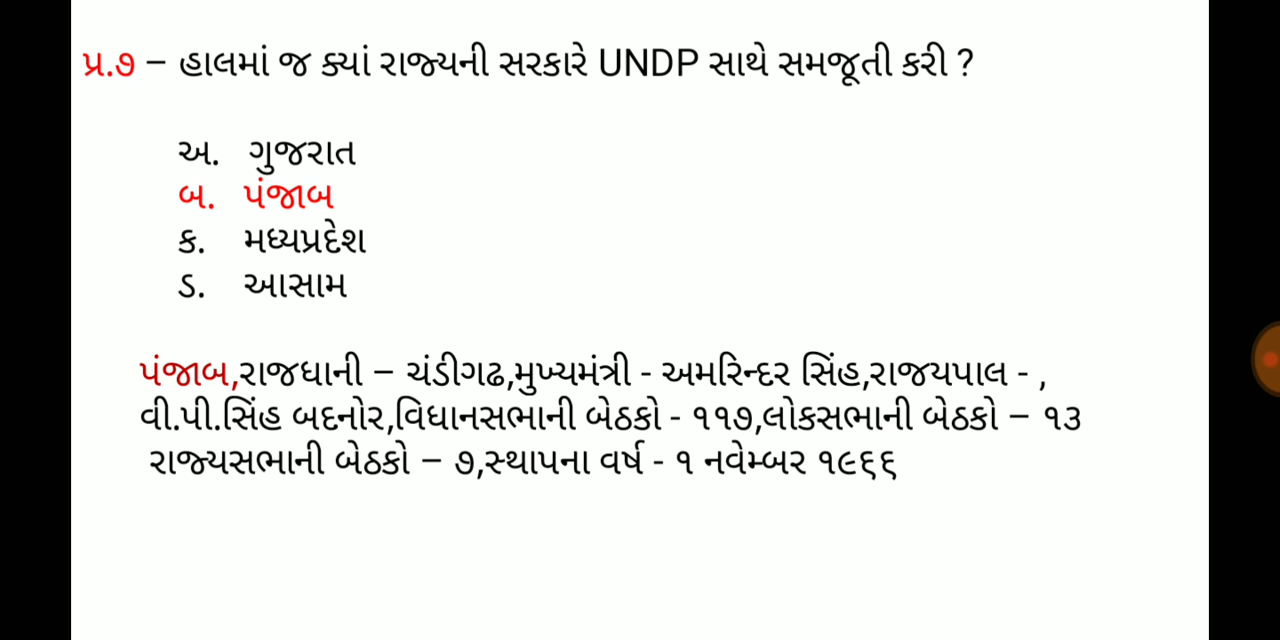 પ્ર.૭ – હાલમાં જ ક્યાં રાજ્યની સરકારે UNDP સાથે સમજૂતી કરી ?
અ. ગુજરાત
બ. પંજાબ
ક. મધ્યપ્રદેશ
ડ. આસામ
પંજાબ,રાજધાની – ચંડીગઢ,મુખ્યમંત્રી - અમરિન્દર સિંહ,રાજયપાલ - ,
વી.પી.સિંહ બદનોર,વિધાનસભાની બેઠકો - ૧૧૭,લોકસભાની બેઠકો – ૧૩
રાજ્યસભાની બેઠકો – ૭,સ્થાપના વર્ષ - ૧ નવેમ્બર ૧૯૬૬